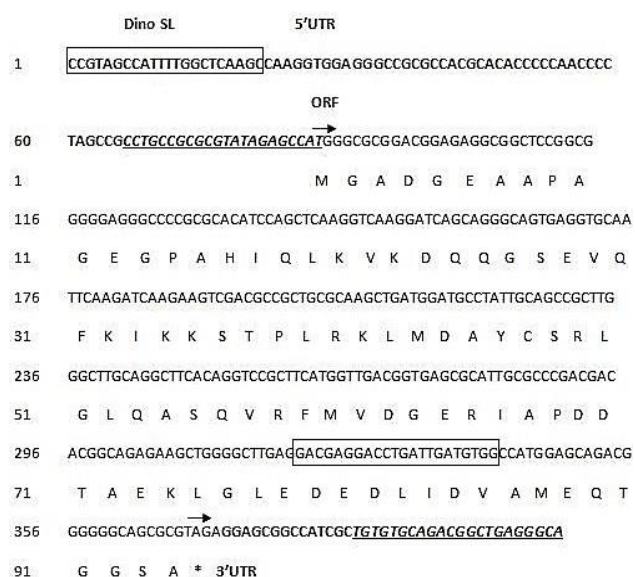 Dino SL 5'UTR
1 CCGTAGCCATTTTGGCTCAAGCCAAGGTGGAGGGCCGCGCCACGCACACCCCCAACCCC
ORF
60 TAGCCGCCTGCCGCGCGTATAGAGCCATGGGCGCGGACGGAGAGGCGGCTCCGGCG
1 M G A D G E A A P A
116 GGGGAGGGCCCCGCGCACATCCAGCTCAAGGTCAAGGATCAGCAGGGCAGTGAGGTGCAA
11 G E G P A H I Q L K V K D Q Q G S E V Q
176 TTCAAGATCAAGAAGTCGACGCCGCTGCGCAAGCTGATGGATGCCTATTGCAGCCGCTTG
31 F K I K K S T P L R K L M D A Y C S R L
236 GGCTTGCAGGCTTCACAGGTCCGCTTCATGGTTGACGGTGAGCGCATTGCGCCCGACGAC
51 G L Q A S Q V R F M V D G E R I A P D D
296 ACGGCAGAGAAGCTGGGGCTTGAGGACGAGGACCTGATTGATGTGGCCATGGAGCAGACG
71 T A E K L G L E D E D L I D V A M E Q T
356 GGGGGCAGCGCGTAGAGGAGCGGCCATCGCTGTGTGCAGACGGCTGAGGGCA
91 G G S A * 3'UTR